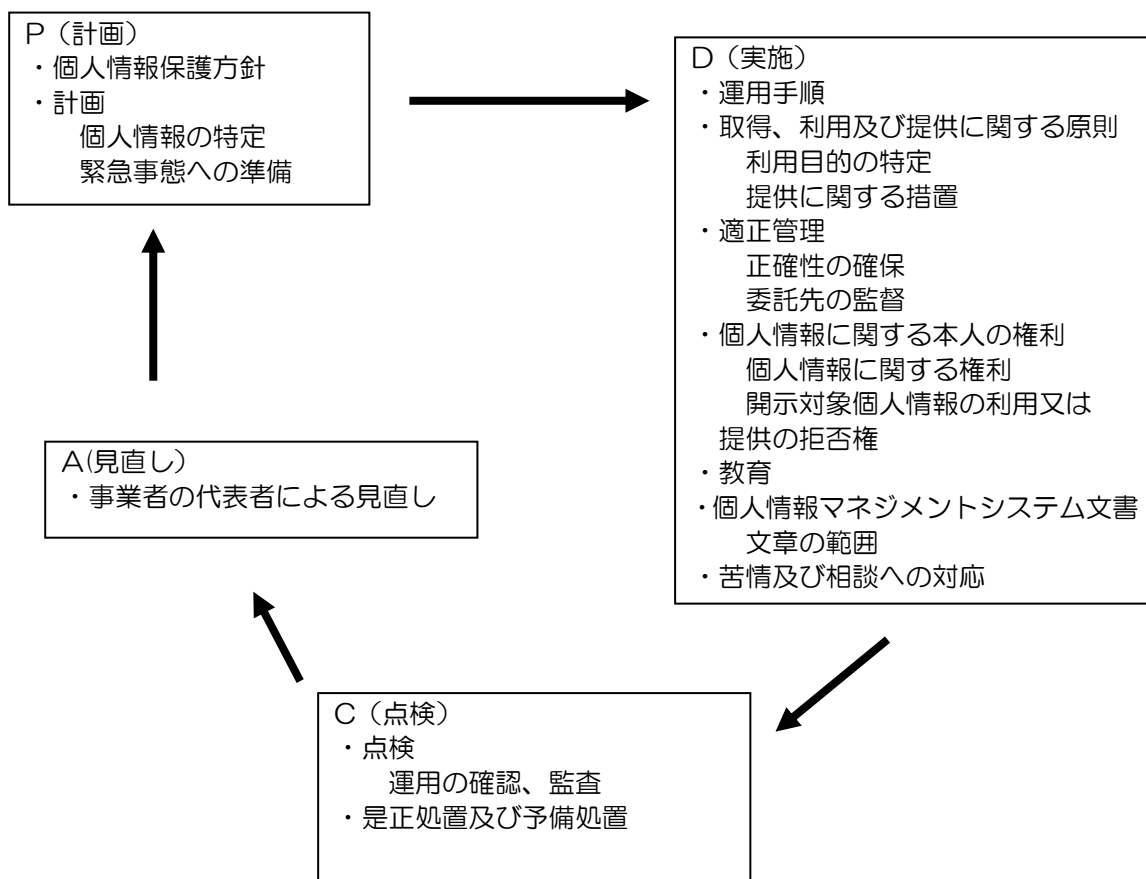 P（計画）
・個人情報保護方針
・計画
個人情報の特定
緊急事態への準備
D（実施）
・運用手順
・取得、利用及び提供に関する原則
利用目的の特定
提供に関する措置
・適正管理
正確性の確保
委託先の監督
・個人情報に関する本人の権利
個人情報に関する権利
開示対象個人情報の利用又は
提供の拒否権
・教育
・個人情報マネジメントシステム文書
文章の範囲
・苦情及び相談への対応
C（点検）
・点検
運用の確認、監査
・是正処置及び予備処置
A(見直し）
・事業者の代表者による見直し